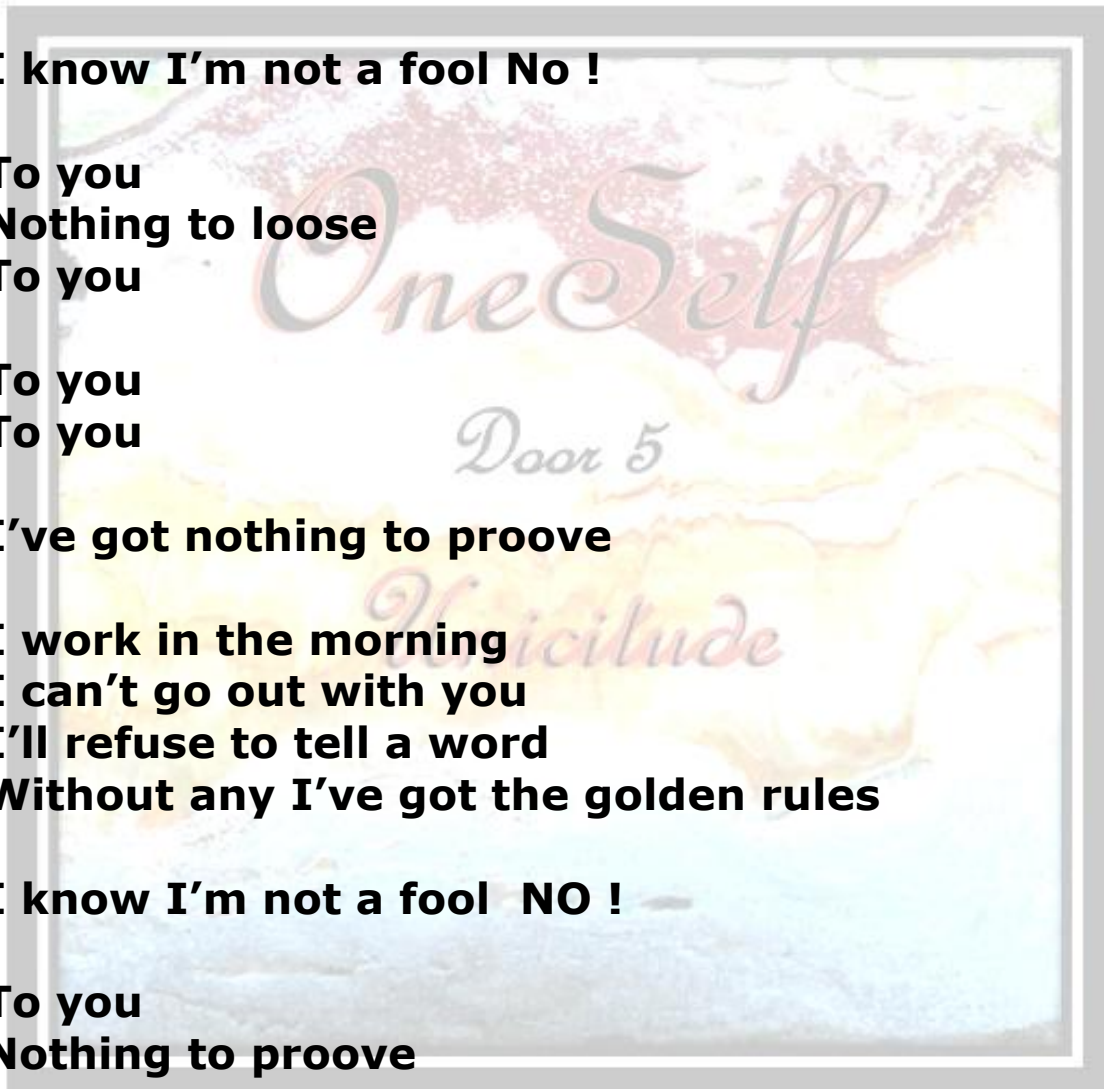 I know I’m not a fool No !
To you
Nothing to loose
To you
To you
To you
I’ve got nothing to proove
I work in the morning
I can’t go out with you
I’ll refuse to tell a word
Without any I’ve got the golden rules
I know I’m not a fool  NO !
To you
Nothing to proove
OneSelf
Door 5
Unicitude